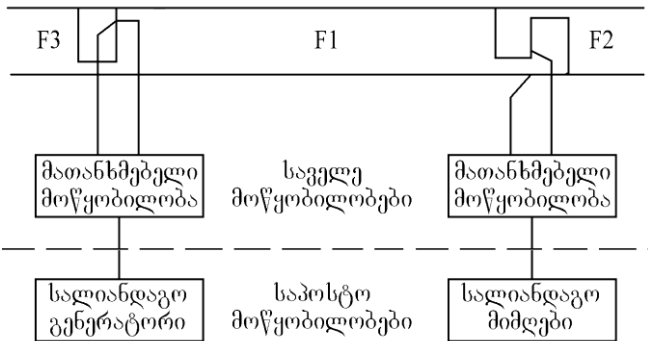 F3
F1
F2
მათანხმებელი
მოწყობილობა
საველე
მოწყობილობები
მათანხმებელი
მოწყობილობა
სალიანდაგო
გენერატორი
საპოსტო
მოწყობილობები
სალიანდაგო
მიმღები